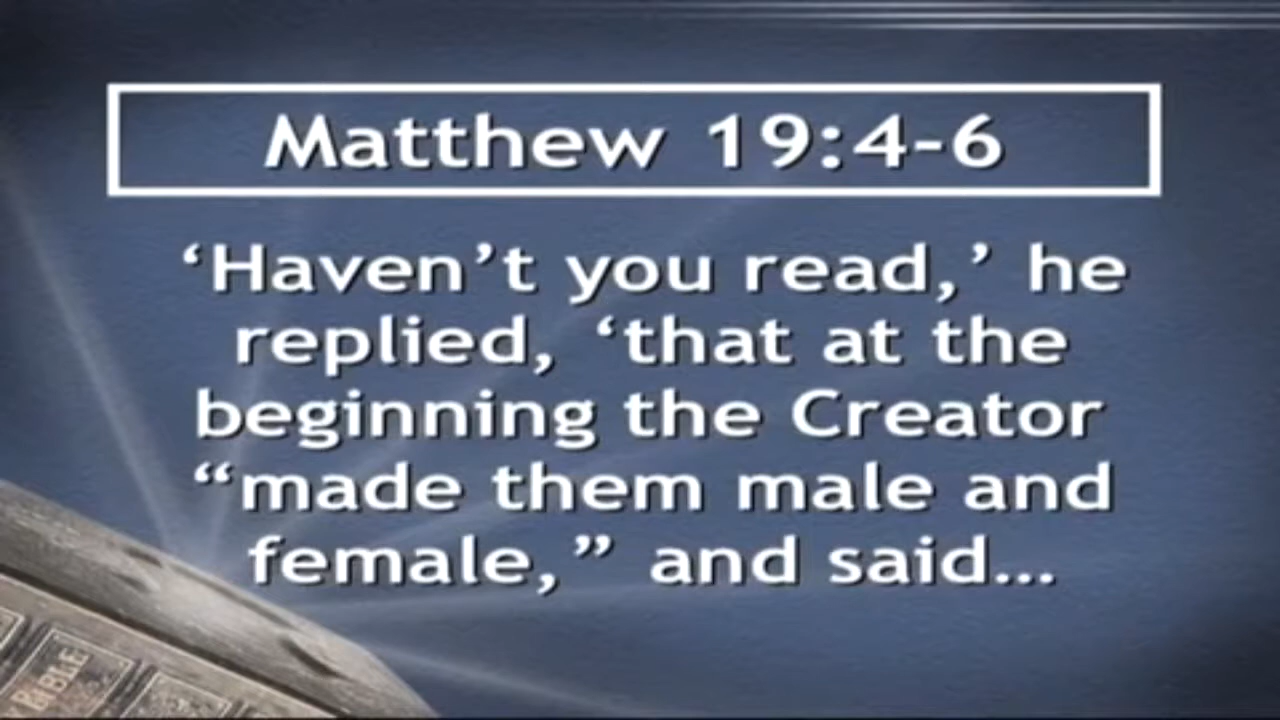 Matthew 19:4-6
‘Haven’t you read,’ he
replied, ‘that at the
beginning the Creator
“made them male and
female,” and said...
BIBLE